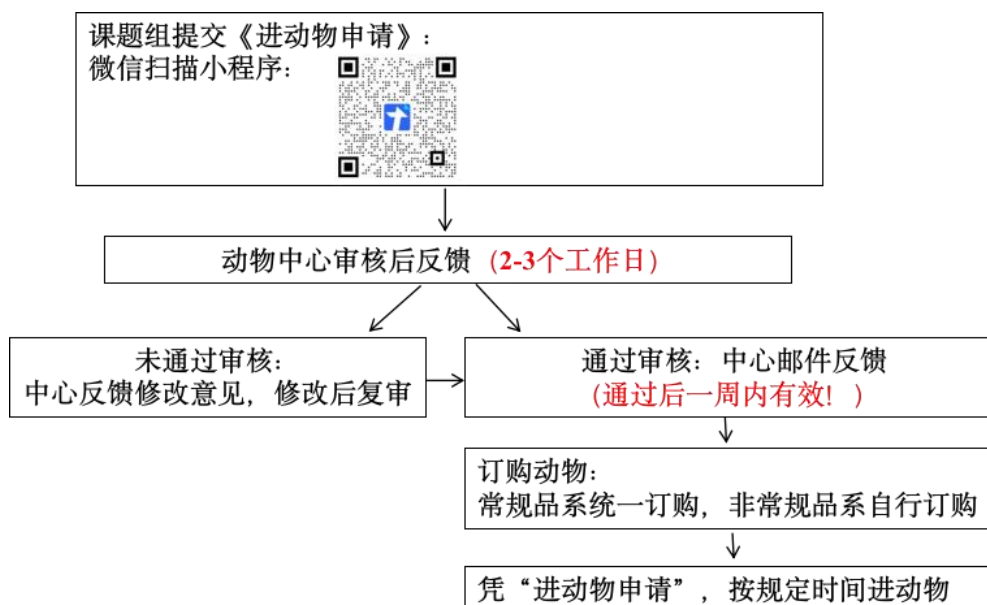 课题组提交《进动物申请》:
微信扫描小程序:
动物中心审核后反馈（2-3个工作日）
未通过审核:
中心反馈修改意见，修改后复审
通过审核: 中心邮件反馈
（通过后一周内有效! ）
订购动物:
常规品系统一订购，非常规品系自行订购
凭“进动物申请”，按规定时间进动物